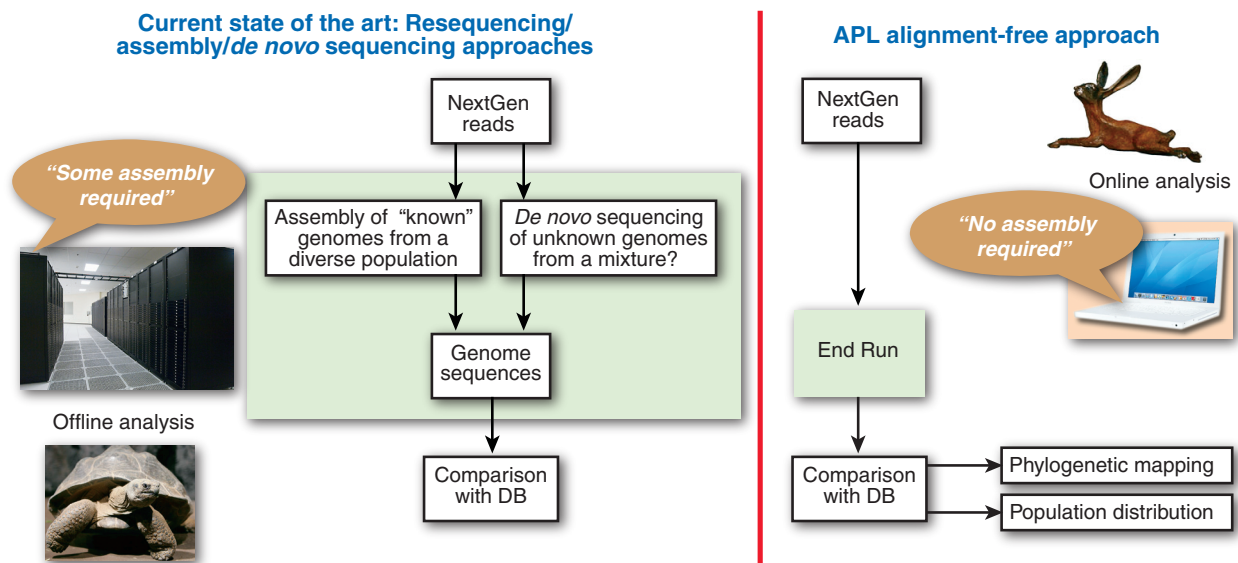 Current state of the art: Resequencing/
assembly/de novo sequencing approaches
NextGen
reads
“Some assembly
required”
Assembly of “known”
genomes from a
diverse population
De novo sequencing
of unknown genomes
from a mixture?
Genome
sequences
Offline analysis
Comparison
with DB
APL alignment-free approach
NextGen
reads
Online analysis
“No assembly
required”
End Run
Comparison
with DB
Phylogenetic mapping
Population distribution